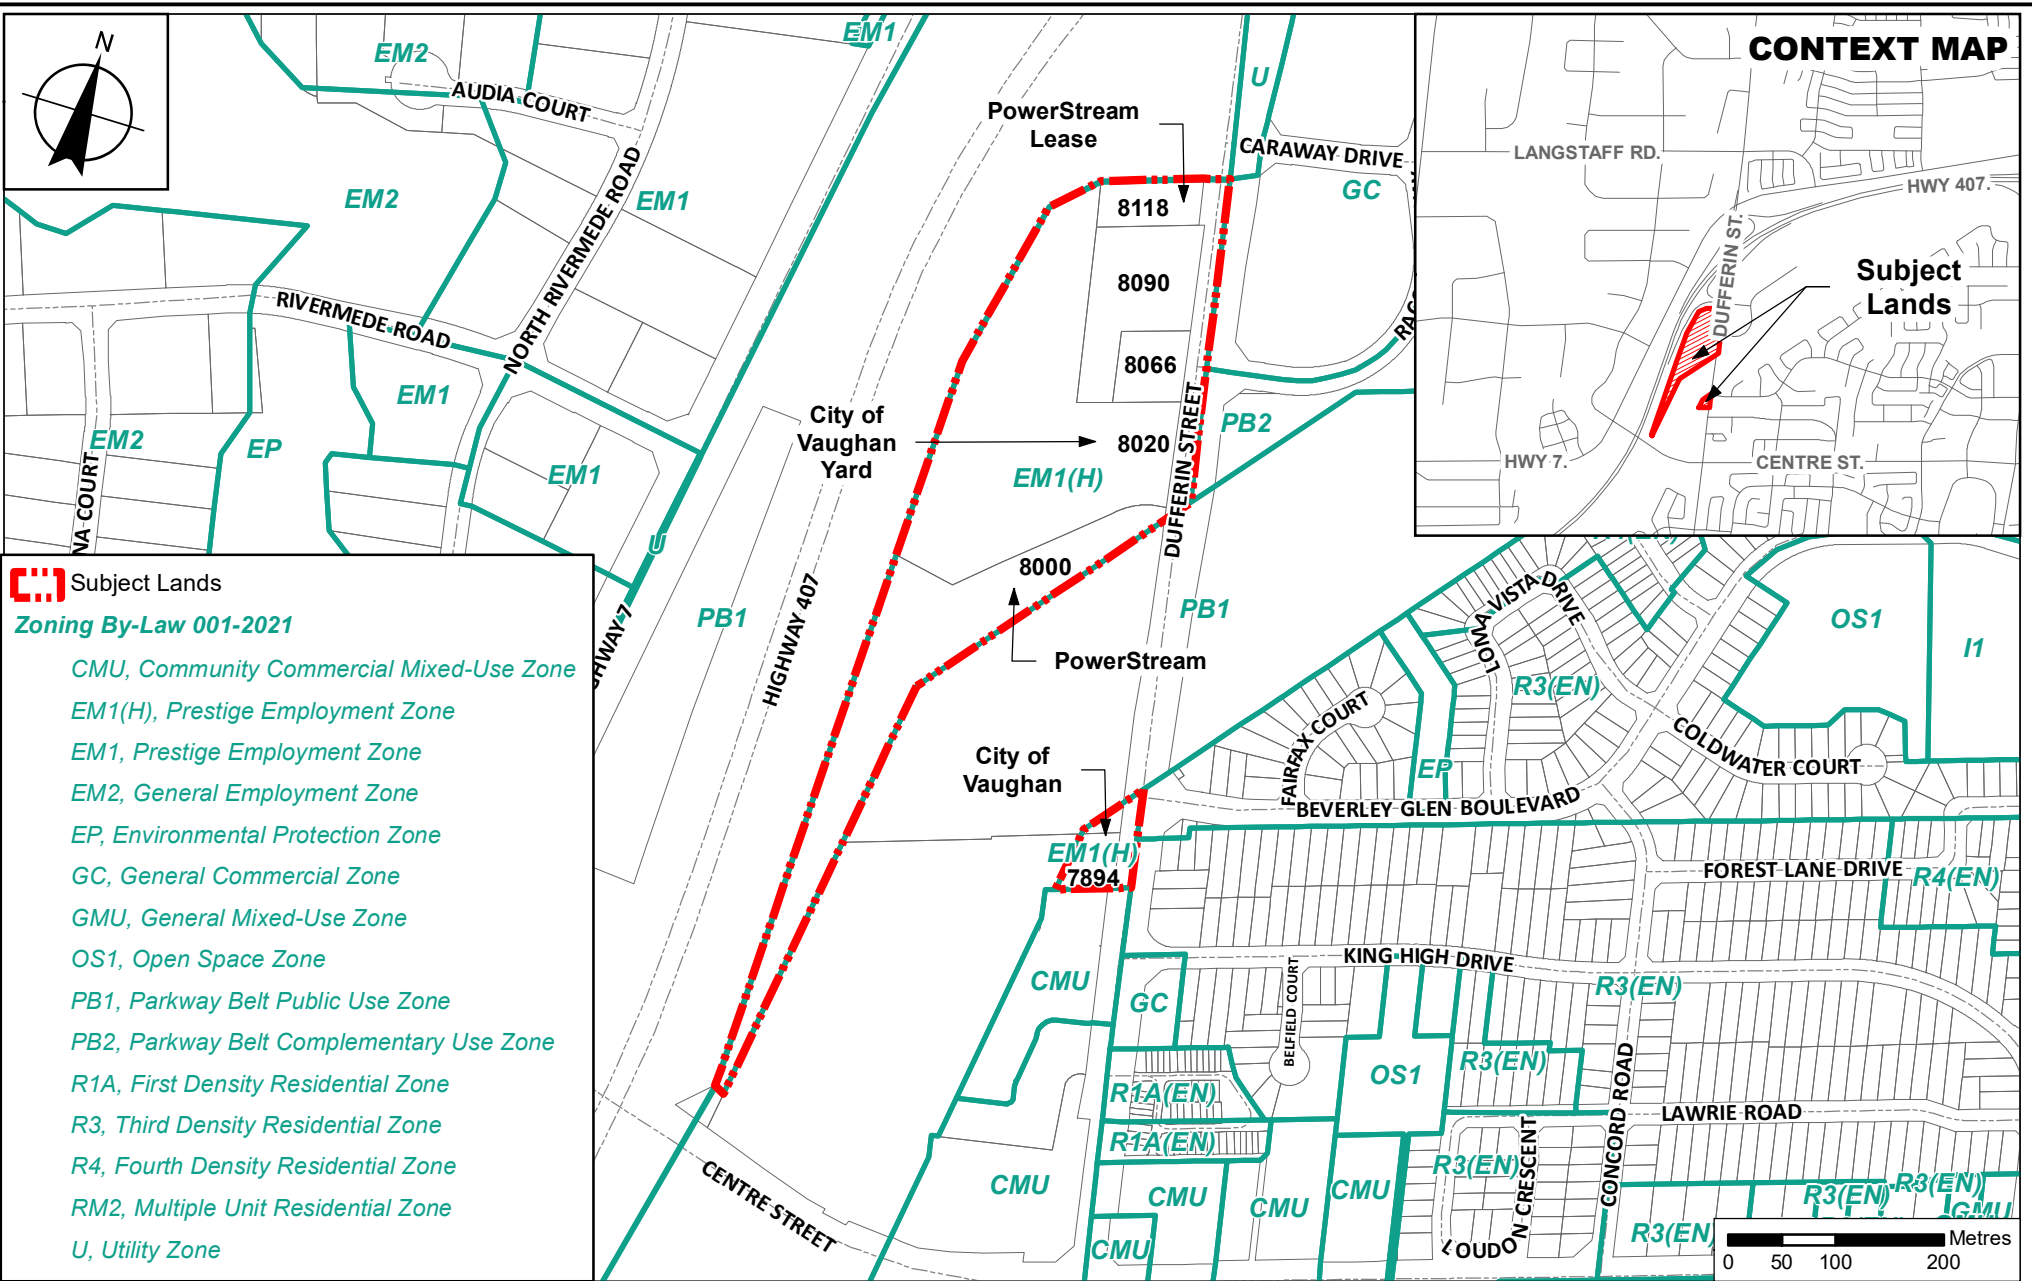 N
EM2
AUDIA COURT
EM1
U
PowerStream
Lease
CARAWAY DRIVE
GC
EM2
NORTH RIVERMEDE ROAD
EM1
8118
8090
8066
8020
RIVERMEDE ROAD
EM1
EM2
EP
EM1
U
City of
Vaughan
Yard
EM1(H)
DUFFERIN STREET
PB2
CONTEXT MAP
LANGSTAFF RD.
HWY 407.
DUFFERIN ST.
Subject
Lands
HWY 7.
CENTRE ST.
8000
PowerStream
HIGHWAY 407
PB1
PB1
City of
Vaughan
EM1(H)
7894
LOMA VISTA DRIVE
R3(EN)
OS1
I1
FAIRFAX COURT
EP
COLDWATER COURT
BEVERLEY GLEN BOULEVARD
FOREST LANE DRIVE
R4(EN)
KING HIGH DRIVE
R3(EN)
CMU
GC
BELFIELD COURT
OS1
R3(EN)
R1A(EN)
R1A(EN)
CONCORD ROAD
LAWRIE ROAD
R3(EN)
LOUDON CRESCENT
CMU
CMU
CMU
CMU
CMU
R3(EN)
R3(EN)
R3(EN)
GMU
CENTRE STREET
Subject Lands
Zoning By-Law 001-2021
CMU, Community Commercial Mixed-Use Zone
EM1(H), Prestige Employment Zone
EM1, Prestige Employment Zone
EM2, General Employment Zone
EP, Environmental Protection Zone
GC, General Commercial Zone
GMU, General Mixed-Use Zone
OS1, Open Space Zone
PB1, Parkway Belt Public Use Zone
PB2, Parkway Belt Complementary Use Zone
R1A, First Density Residential Zone
R3, Third Density Residential Zone
R4, Fourth Density Residential Zone
RM2, Multiple Unit Residential Zone
U, Utility Zone
Metres
0 50 100 200